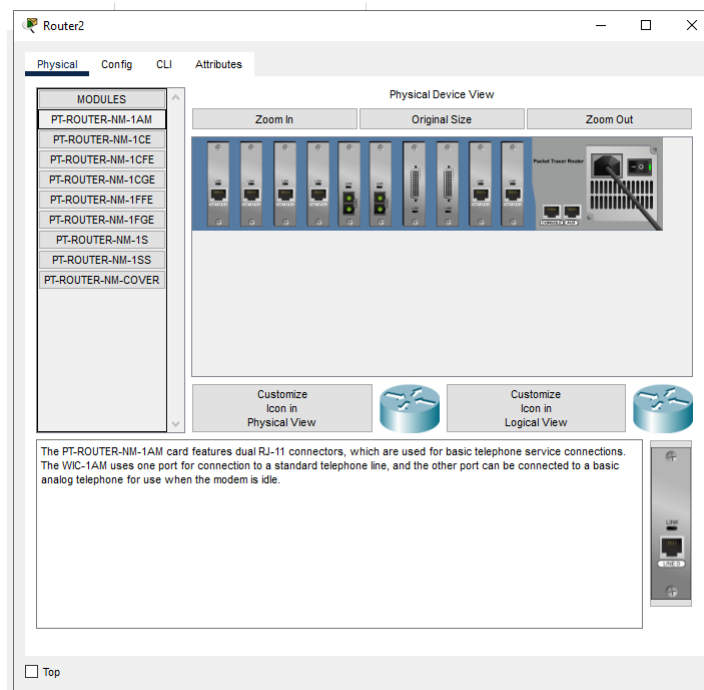 Router2
Physical Config CLI Attributes
MODULES
PT-ROUTER-NM-1AM
PT-ROUTER-NM-1CE
PT-ROUTER-NM-1CFE
PT-ROUTER-NM-1CGE
PT-ROUTER-NM-1FFE
PT-ROUTER-NM-1FGE
PT-ROUTER-NM-1S
PT-ROUTER-NM-1SS
PT-ROUTER-NM-COVER
Physical Device View
Zoom In Original Size Zoom Out
Packet Tracer Router
CONSOLE AUX
Customize
Icon in
Physical View
Customize
Icon in
Logical View
The PT-ROUTER-NM-1AM card features dual RJ-11 connectors, which are used for basic telephone service connections.
The WIC-1AM uses one port for connection to a standard telephone line, and the other port can be connected to a basic
analog telephone for use when the modem is idle.
LINK
LINE 0
Top